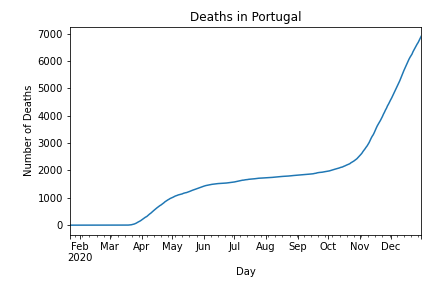 Deaths in Portugal
Number of Deaths
7000
6000
5000
4000
3000
2000
1000
0
Feb Mar Apr May Jun Jul Aug Sep Oct Nov Dec
2020
Day